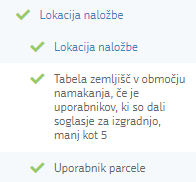 Lokacija naložbe
Lokacija naložbe
Tabela zemljišč v območju
namakanja, če je
uporabnikov, ki so dali
soglasje za izgradnjo,
manj kot 5
Uporabnik parcele